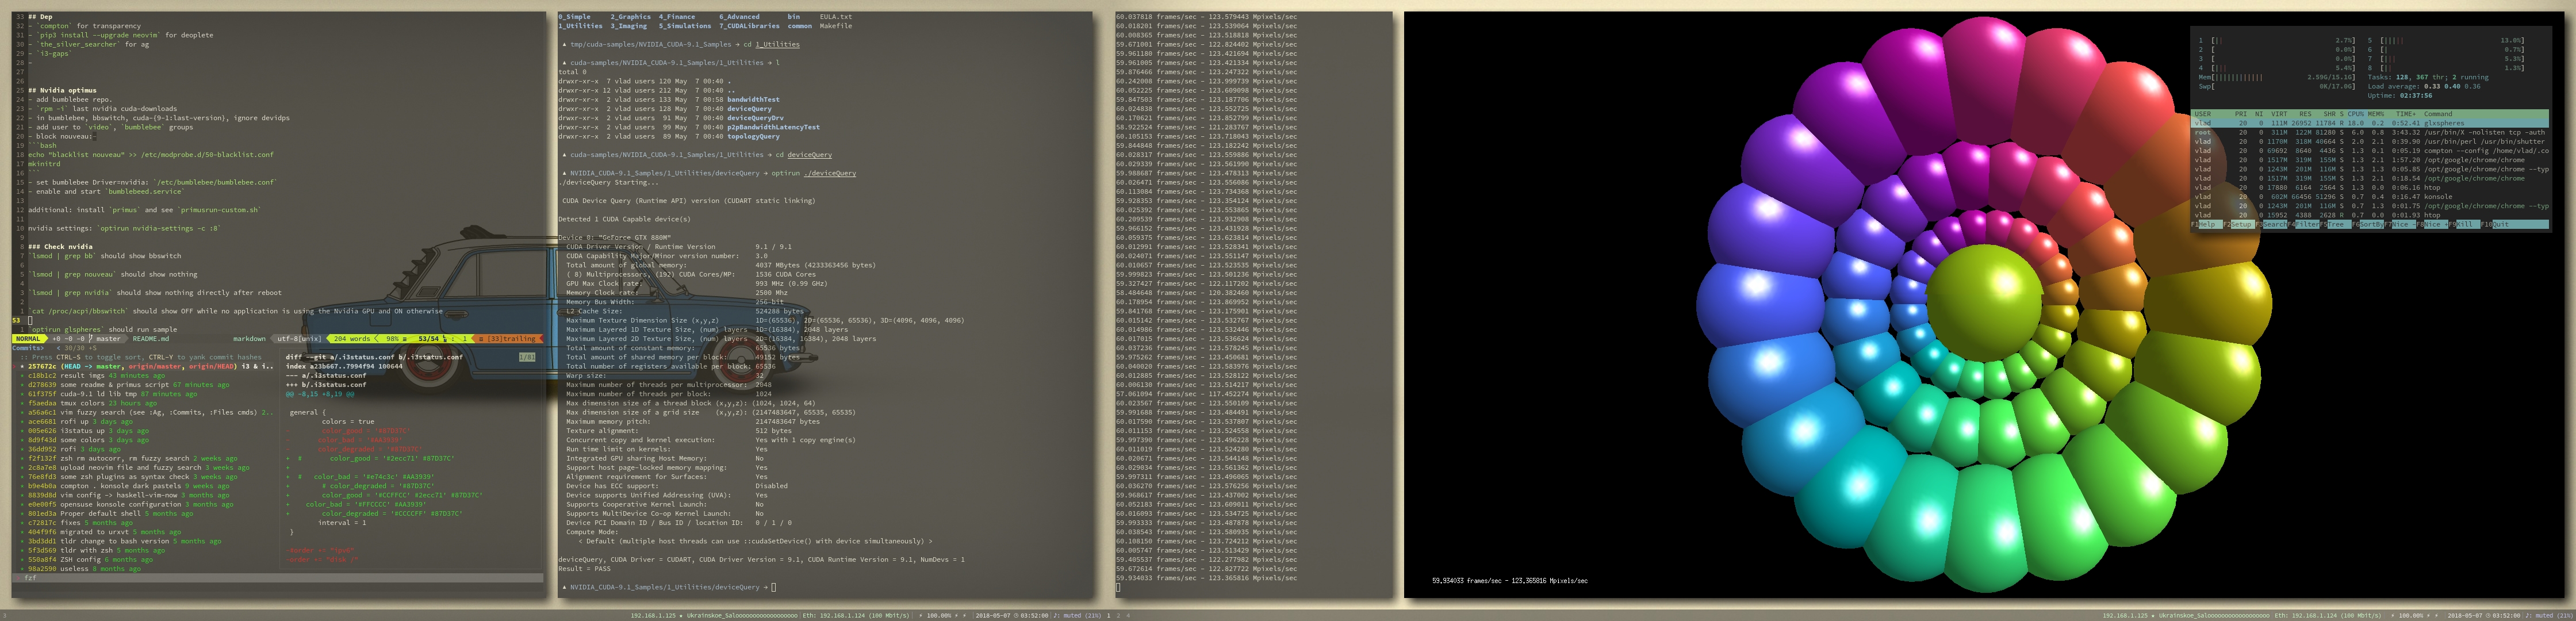 33 ## Dep
32 - `compton` for transparency
31 - `pip3 install --upgrade neovim` for deoplete
30 - `the_silver_searcher` for ag
29 - `i3-gaps`
28 -
27
26
25 ## Nvidia optimus
24 - add bumblebee repo.
23 - `rpm -i` last nvidia cuda-downloads
22 - in bumblebee, bbswitch, cuda-(9-1:last-version), ignore devidps
21 - add user to `video`, `bumblebee` groups
20 - block nouveau:
19 ```bash
18 echo "blacklist nouveau" >> /etc/modprobe.d/50-blacklist.conf
17 mkinitrd
16 ```
15 - set bumblebee Driver=nvidia: `/etc/bumblebee/bumblebee.conf`
14 - enable and start `bumblebeed.service`
13
12 additional: install `primus` and see `primusrun-custom.sh`
11
10 nvidia settings: `optirun nvidia-settings -c :8`
9
8 ### Check nvidia
7 `lsmod | grep bb` should show bbswitch
6
5 `lsmod | grep nouveau` should show nothing
4
3 `lsmod | grep nvidia` should show nothing directly after reboot
2
1 `cat /proc/acpi/bbswitch` should show OFF while no application is using the Nvidia GPU and ON otherwise
53
1 `optirun glspheres` should run sample
NORMAL +0 ~0 -0 master README.md markdown utf-8[unix] 204 words 98% 53/54 : 1 [33]trailing
Commits> < 30/30 +S
:: Press CTRL-S to toggle sort, CTRL-Y to yank commit hashes
257672c (HEAD -> master, origin/master, origin/HEAD) i3 & i..
c18b1c2 result imgs 43 minutes ago
d278639 some readme & primus script 67 minutes ago
61f375f cuda-9.1 ld lib tmp 87 minutes ago
f5aedaa tmux colors 23 hours ago
a56a6c1 vim fuzzy search (see :Ag, :Commits, :Files cmds) 2..
ace6681 rofi up 3 days ago
005e626 i3status up 3 days ago
8d9f43d some colors 3 days ago
36dd952 rofi 3 days ago
f2f132f zsh rm autocorr, rm fuzzy search 2 weeks ago
2c8a7e8 upload neovim file and fuzzy search 3 weeks ago
76e8fd3 some zsh plugins as syntax check 3 weeks ago
b9e4b0a compton . konsole dark pastels 9 weeks ago
8839d8d vim config -> haskell-vim-now 3 months ago
e0e00f5 opensuse konsole configuration 3 months ago
801ed3a Proper default shell 5 months ago
c72817c fixes 5 months ago
404f9f6 migrated to urxvt 5 months ago
3bd3dd1 tldr change to bash version 5 months ago
5f3d569 tldr with zsh 5 months ago
550a8f4 ZSH config 6 months ago
98a2590 useless 8 months ago
fzf
diff --git a/.i3status.conf b/.i3status.conf 1/81
index a23b667..7994f94 100644
--- a/.i3status.conf
+++ b/.i3status.conf
@@ -8,15 +8,19 @@
general {
colors = true
color_good = '#87D37C'
color_bad = '#AA3939'
color_degraded = '#87D37C'
+ # color_good = '#2ecc71' #87D37C'
+
+ # color_bad = '#e74c3c' #AA3939'
+ # color_degraded = '#87D37C'
+ color_good = '#CCFFCC' #2ecc71' #87D37C'
+ color_bad = '#FFCCCC' #AA3939'
+ color_degraded = '#CCCCFF' #87D37C'
interval = 1
}
-#order += "ipv6"
-order += "disk /"
0_Simple 2_Graphics 4_Finance 6_Advanced bin EULA.txt
1_Utilities 3_Imaging 5_Simulations 7_CUDALibraries common Makefile
tmp/cuda-samples/NVIDIA_CUDA-9.1_Samples → cd 1_Utilities
cuda-samples/NVIDIA_CUDA-9.1_Samples/1_Utilities → l
total 0
drwxr-xr-x 7 vlad users 120 May 7 00:40 .
drwxr-xr-x 12 vlad users 212 May 7 00:40 ..
drwxr-xr-x 2 vlad users 133 May 7 00:58 bandwidthTest
drwxr-xr-x 2 vlad users 128 May 7 00:40 deviceQuery
drwxr-xr-x 2 vlad users 91 May 7 00:40 deviceQueryDrv
drwxr-xr-x 2 vlad users 99 May 7 00:40 p2pBandwidthLatencyTest
drwxr-xr-x 2 vlad users 89 May 7 00:40 topologyQuery
cuda-samples/NVIDIA_CUDA-9.1_Samples/1_Utilities → cd deviceQuery
NVIDIA_CUDA-9.1_Samples/1_Utilities/deviceQuery → optirun ./deviceQuery
./deviceQuery Starting...
CUDA Device Query (Runtime API) version (CUDART static linking)
Detected 1 CUDA Capable device(s)
Device 0: "GeForce GTX 880M"
CUDA Driver Version / Runtime Version 9.1 / 9.1
CUDA Capability Major/Minor version number: 3.0
Total amount of global memory: 4037 MBytes (4233363456 bytes)
( 8) Multiprocessors, (192) CUDA Cores/MP: 1536 CUDA Cores
GPU Max Clock rate: 993 MHz (0.99 GHz)
Memory Clock rate: 2500 Mhz
Memory Bus Width: 256-bit
L2 Cache Size: 524288 bytes
Maximum Texture Dimension Size (x,y,z) 1D=(65536), 2D=(65536, 65536), 3D=(4096, 4096, 4096)
Maximum Layered 1D Texture Size, (num) layers 1D=(16384), 2048 layers
Maximum Layered 2D Texture Size, (num) layers 2D=(16384, 16384), 2048 layers
Total amount of constant memory: 65536 bytes
Total amount of shared memory per block: 49152 bytes
Total number of registers available per block: 65536
Warp size: 32
Maximum number of threads per multiprocessor: 2048
Maximum number of threads per block: 1024
Max dimension size of a thread block (x,y,z): (1024, 1024, 64)
Max dimension size of a grid size (x,y,z): (2147483647, 65535, 65535)
Maximum memory pitch: 2147483647 bytes
Texture alignment: 512 bytes
Concurrent copy and kernel execution: Yes with 1 copy engine(s)
Run time limit on kernels: Yes
Integrated GPU sharing Host Memory: No
Support host page-locked memory mapping: Yes
Alignment requirement for Surfaces: Yes
Device has ECC support: Disabled
Device supports Unified Addressing (UVA): Yes
Supports Cooperative Kernel Launch: No
Supports MultiDevice Co-op Kernel Launch: No
Device PCI Domain ID / Bus ID / location ID: 0 / 1 / 0
Compute Mode:
< Default (multiple host threads can use ::cudaSetDevice() with device simultaneously) >
deviceQuery, CUDA Driver = CUDART, CUDA Driver Version = 9.1, CUDA Runtime Version = 9.1, NumDevs = 1
Result = PASS
NVIDIA_CUDA-9.1_Samples/1_Utilities/deviceQuery →
60.037818 frames/sec - 123.579443 Mpixels/sec
60.018201 frames/sec - 123.539064 Mpixels/sec
60.008365 frames/sec - 123.518818 Mpixels/sec
59.671001 frames/sec - 122.824402 Mpixels/sec
59.961180 frames/sec - 123.421694 Mpixels/sec
59.961005 frames/sec - 123.421334 Mpixels/sec
59.876466 frames/sec - 123.247322 Mpixels/sec
60.242008 frames/sec - 123.999739 Mpixels/sec
60.052225 frames/sec - 123.609098 Mpixels/sec
59.847503 frames/sec - 123.187706 Mpixels/sec
60.024838 frames/sec - 123.552725 Mpixels/sec
60.170621 frames/sec - 123.852799 Mpixels/sec
58.922524 frames/sec - 121.283767 Mpixels/sec
60.105153 frames/sec - 123.718043 Mpixels/sec
59.844848 frames/sec - 123.182242 Mpixels/sec
60.028317 frames/sec - 123.559886 Mpixels/sec
60.029339 frames/sec - 123.561990 Mpixels/sec
59.988687 frames/sec - 123.478313 Mpixels/sec
60.026471 frames/sec - 123.556086 Mpixels/sec
60.113084 frames/sec - 123.734368 Mpixels/sec
59.928353 frames/sec - 123.354124 Mpixels/sec
60.025392 frames/sec - 123.553865 Mpixels/sec
60.209539 frames/sec - 123.932908 Mpixels/sec
59.966152 frames/sec - 123.431928 Mpixels/sec
60.059375 frames/sec - 123.623814 Mpixels/sec
60.012991 frames/sec - 123.528341 Mpixels/sec
60.024071 frames/sec - 123.551147 Mpixels/sec
60.010657 frames/sec - 123.523535 Mpixels/sec
59.999823 frames/sec - 123.501236 Mpixels/sec
59.327427 frames/sec - 122.117202 Mpixels/sec
58.484648 frames/sec - 120.382460 Mpixels/sec
60.178954 frames/sec - 123.869952 Mpixels/sec
59.841768 frames/sec - 123.175901 Mpixels/sec
60.015142 frames/sec - 123.532767 Mpixels/sec
60.014986 frames/sec - 123.532446 Mpixels/sec
60.017015 frames/sec - 123.536624 Mpixels/sec
60.037236 frames/sec - 123.578245 Mpixels/sec
59.975262 frames/sec - 123.450681 Mpixels/sec
60.040020 frames/sec - 123.583976 Mpixels/sec
60.012885 frames/sec - 123.528122 Mpixels/sec
60.006130 frames/sec - 123.514217 Mpixels/sec
57.061094 frames/sec - 117.452274 Mpixels/sec
60.023567 frames/sec - 123.550109 Mpixels/sec
59.991688 frames/sec - 123.484491 Mpixels/sec
60.017590 frames/sec - 123.537807 Mpixels/sec
60.011153 frames/sec - 123.524558 Mpixels/sec
59.997390 frames/sec - 123.496228 Mpixels/sec
60.011019 frames/sec - 123.524280 Mpixels/sec
60.020671 frames/sec - 123.544148 Mpixels/sec
60.029034 frames/sec - 123.561362 Mpixels/sec
59.997311 frames/sec - 123.496065 Mpixels/sec
60.036270 frames/sec - 123.576256 Mpixels/sec
59.968617 frames/sec - 123.437002 Mpixels/sec
60.052183 frames/sec - 123.609011 Mpixels/sec
60.016093 frames/sec - 123.534725 Mpixels/sec
59.993333 frames/sec - 123.487878 Mpixels/sec
60.038543 frames/sec - 123.580935 Mpixels/sec
60.108150 frames/sec - 123.724212 Mpixels/sec
60.005747 frames/sec - 123.513429 Mpixels/sec
59.405537 frames/sec - 122.277982 Mpixels/sec
59.672614 frames/sec - 122.827722 Mpixels/sec
59.934033 frames/sec - 123.365816 Mpixels/sec
59.934033 frames/sec - 123.365816 Mpixels/sec
1 [ 2.7%] 5 [ 13.8%]
2 [ 0.0%] 6 [ 0.7%]
3 [ 0.0%] 7 [ 5.3%]
4 [ 5.4%] 8 [ 1.3%]
Mem[ 2.59G/15.1G] Tasks: 128, 367 thr; 2 running
Swp[ 0K/17.0G] Load average: 0.33 0.40 0.36
Uptime: 02:37:56
USER PRI NI VIRT RES SHR S CPU% MEM% TIME+ Command
vlad 20 0 111M 26952 11784 R 18.0 0.2 0:52.41 glxspheres
root 20 0 311M 122M 81280 S 6.0 0.8 3:43.32 /usr/bin/X -nolisten tcp -auth
vlad 20 0 1170M 318M 40664 S 2.0 2.1 0:39.90 /usr/bin/perl /usr/bin/shutter
vlad 20 0 69692 8640 4436 S 1.3 0.1 0:05.19 compton --config /home/vlad/.co
vlad 20 0 1517M 319M 155M S 1.3 2.1 1:57.20 /opt/google/chrome/chrome
vlad 20 0 1243M 201M 116M S 1.3 1.3 0:05.85 /opt/google/chrome/chrome --typ
vlad 20 0 1517M 319M 155M S 1.3 2.1 0:18.54 /opt/google/chrome/chrome
vlad 20 0 17880 6164 2564 S 1.3 0.0 0:06.16 htop
vlad 20 0 602M 66456 51296 S 0.7 0.4 0:16.47 konsole
vlad 20 0 1243M 201M 116M S 0.7 1.3 0:01.75 /opt/google/chrome/chrome --typ
vlad 20 0 15952 4388 2628 R 0.7 0.0 0:01.93 htop
F1Help F2Setup F3Search F4Filter F5Tree F6SortBy F7Nice - F8Nice + F9Kill F10Quit
3 192.168.1.125 Ukrainskoe_Salooooooooooooooooo Eth: 192.168.1.124 (100 Mbit/s) 100.00% 2018-05-07 03:52:00 ♪: muted (21%) 1 2 4
192.168.1.125 Ukrainskoe_Salooooooooooooooooo Eth: 192.168.1.124 (100 Mbit/s) 100.00% 2018-05-07 03:52:00 ♪: muted (21%)